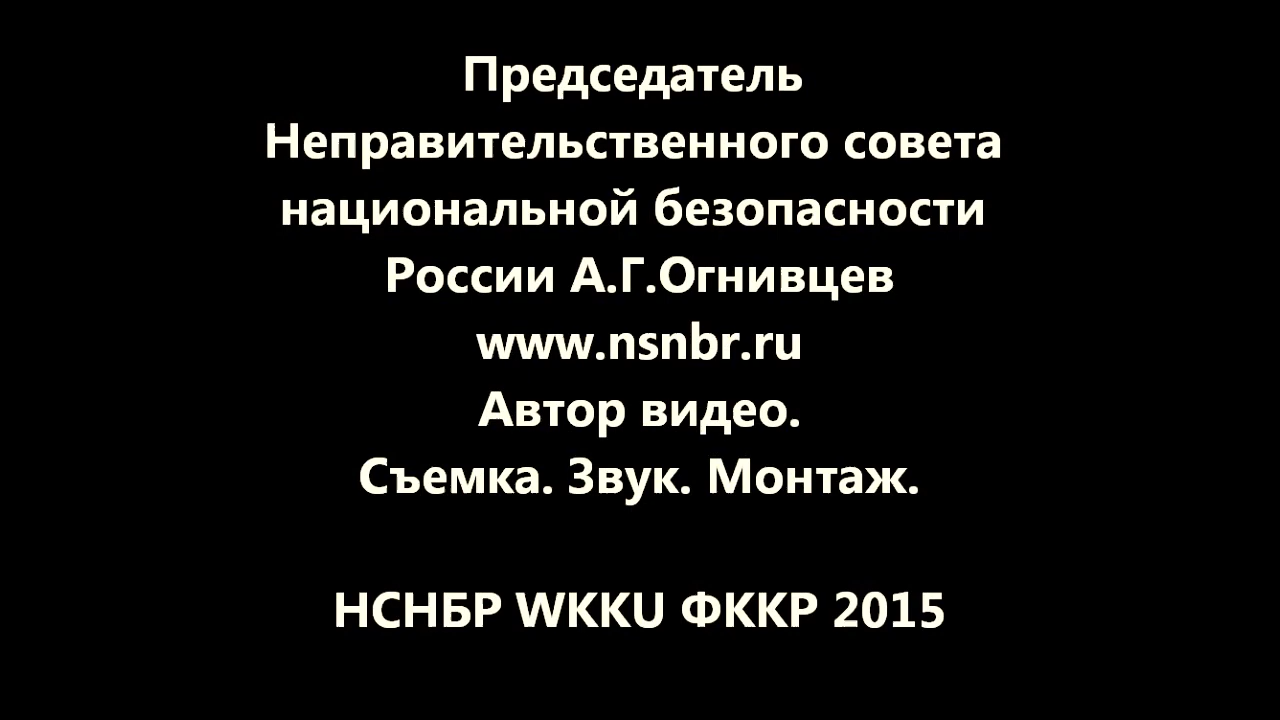 Председатель
Неправительственного совета
национальной безопасности
России А.Г.Огнивцев
www.nsnbr.ru
Автор видео.
Съемка. Звук. Монтаж.
НСНБР WKKU ФККР 2015